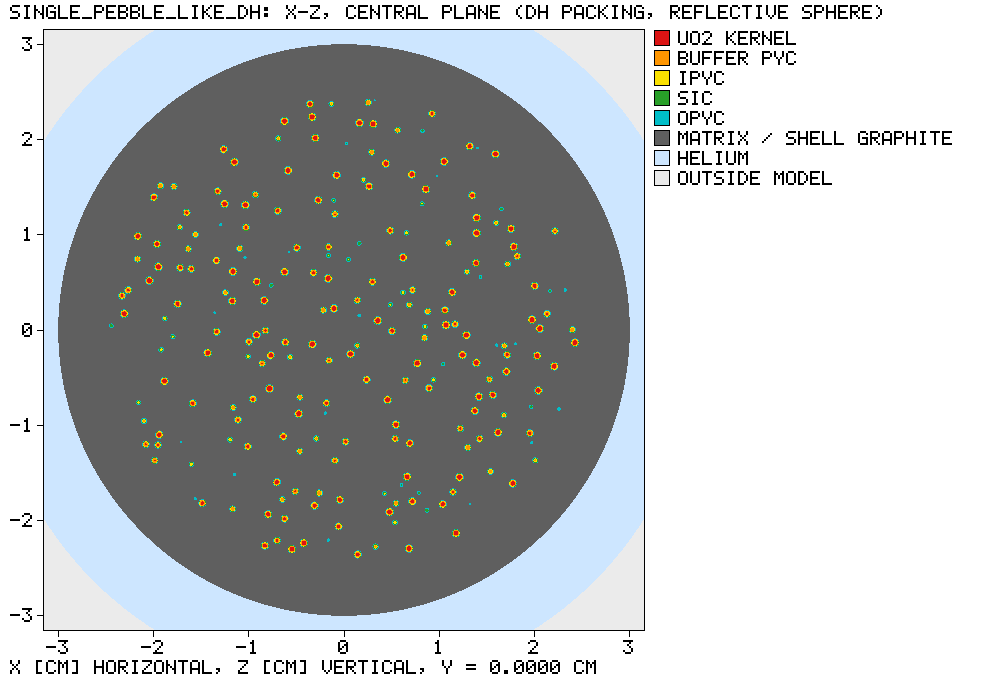 SINGLE_PEBBLE_LIKE_DH: X-Z, CENTRAL PLANE (DH PACKING, REFLECTIVE SPHERE)
UO2 KERNEL
BUFFER PYC
IPYC
SIC
OPYC
MATRIX / SHELL GRAPHITE
HELIUM
OUTSIDE MODEL
3
2
1
0
-1
-2
-3
-3 -2 -1 0 1 2 3
X [CM] HORIZONTAL, Z [CM] VERTICAL, Y = 0.0000 CM